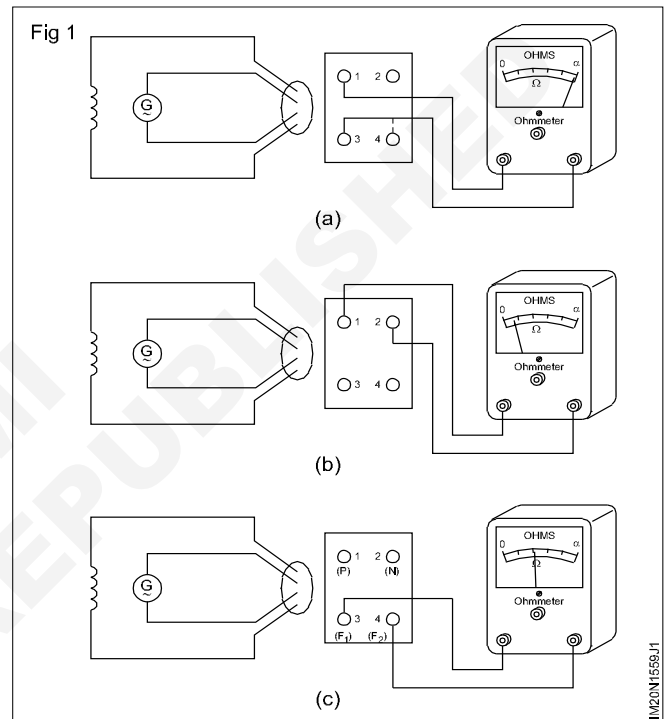 Fig 1
G
~
1 2
3 4
OHMS
0 α
Ω
Ohmmeter
(a)
G
~
1 2
3 4
OHMS
0 α
Ω
Ohmmeter
(b)
G
~
1 2
(P) (N)
3 4
(F1) (F2)
OHMS
0 α
Ω
Ohmmeter
(c)
IM20N1559J1